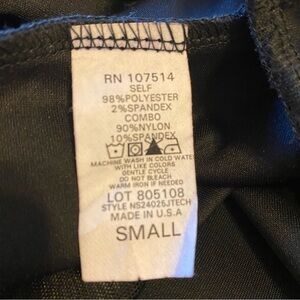 RN 107514
SELF
98%POLYESTER
2%SPANDEX
COMBO
90%NYLON
10%SPANDEX
MACHINE WASH IN COLD WATER
WITH LIKE COLORS
GENTLE CYCLE
DO NOT BLEACH
WARM IRON IF NEEDED
LOT 805108
STYLE NS24026JTECH
MADE IN U.S.A
SMALL